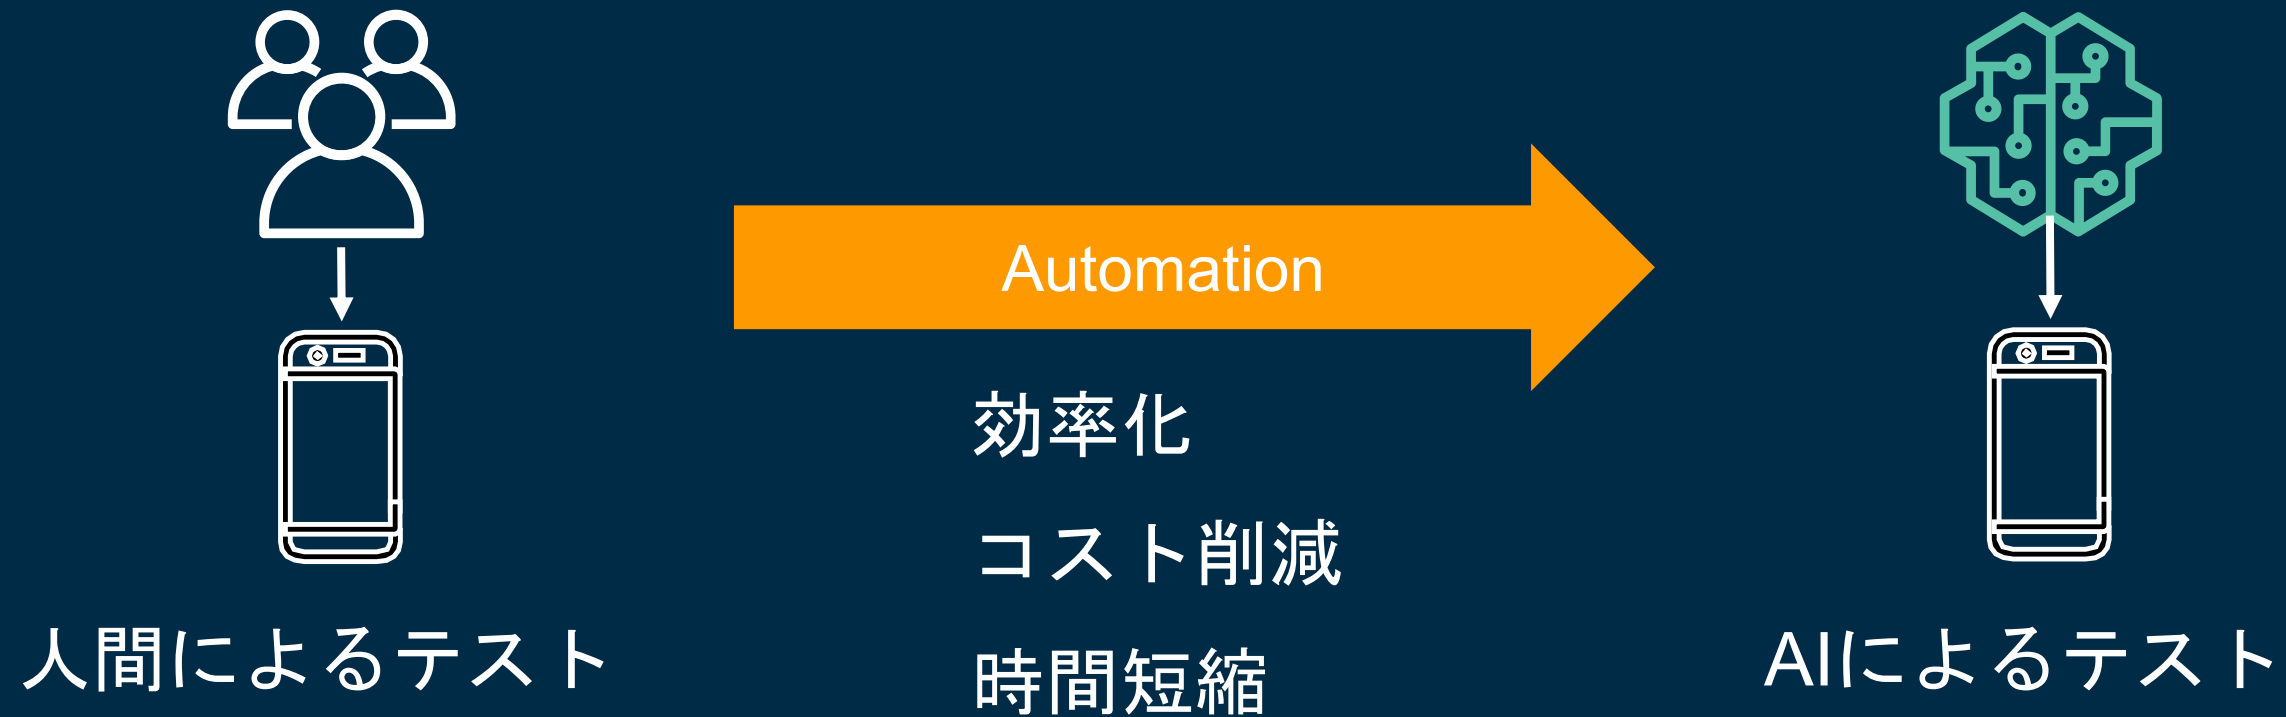 Automation
効率化
コスト削減
時間短縮
人間によるテスト
AIによるテスト